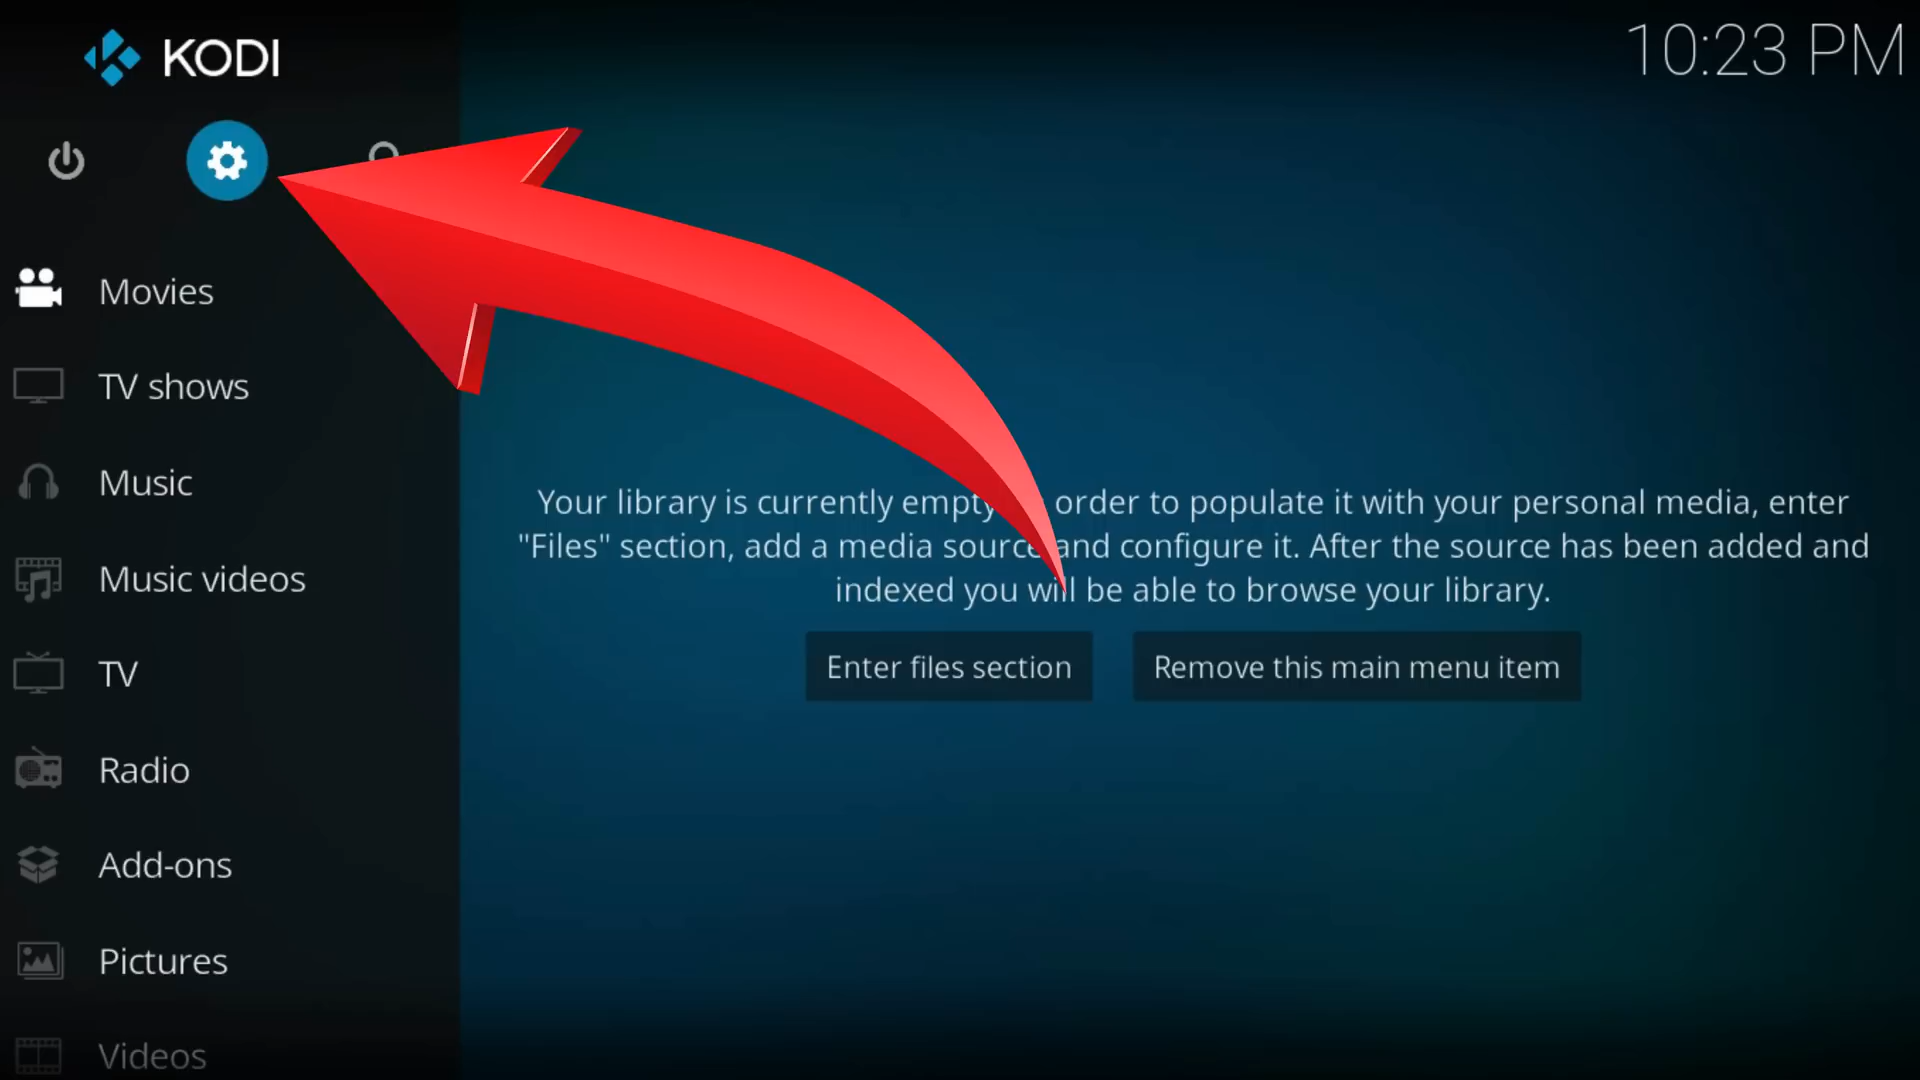 KODI
10:23 PM
Movies
TV shows
Music
Music videos
TV
Radio
Add-ons
Pictures
Videos
Your library is currently empty order to populate it with your personal media, enter
"Files" section, add a media source and configure it. After the source has been added and
indexed you will be able to browse your library.
Enter files section
Remove this main menu item